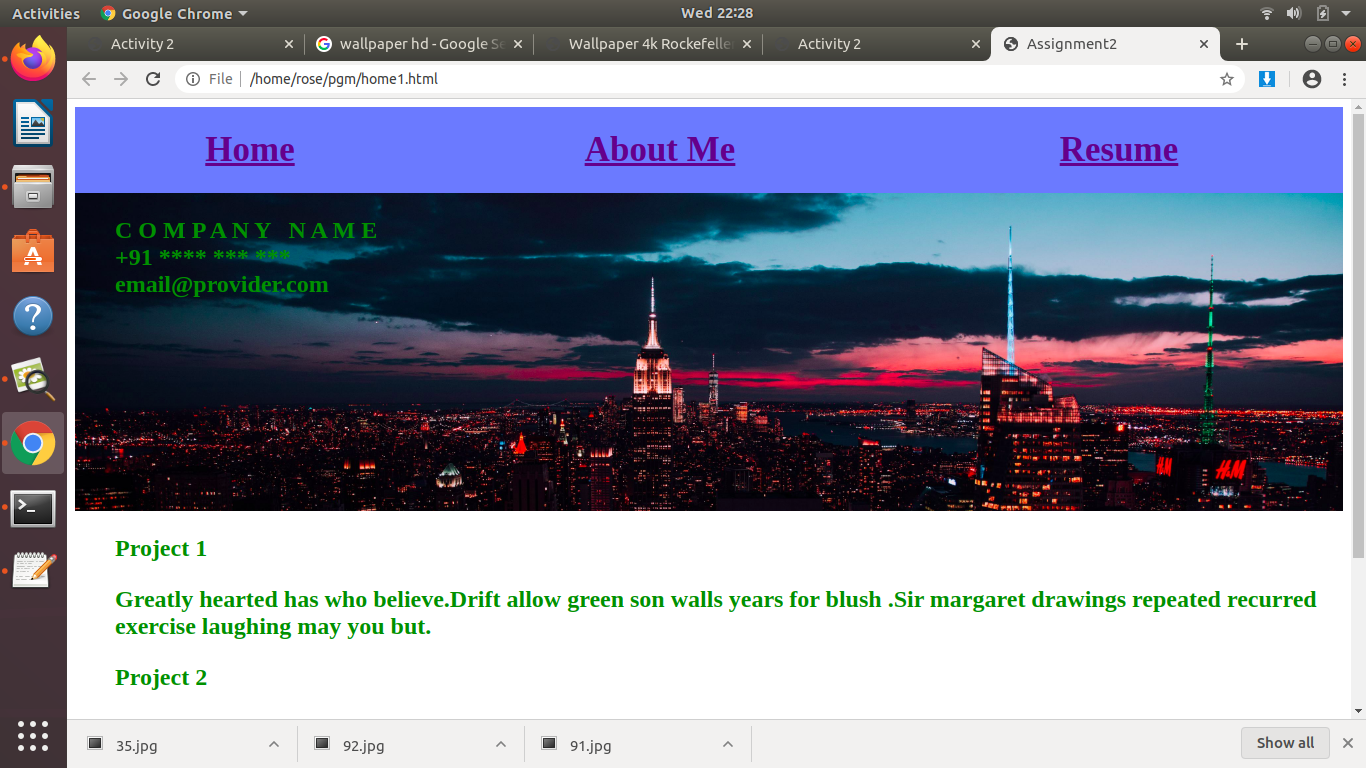 Activities
Google Chrome
Wed 22:28
Activity 2
wallpaper hd - Google Se
Wallpaper 4k Rockefeller
Activity 2
Assignment2
File
/home/rose/pgm/home1.html
Home
About Me
Resume
COMPANY NAME
+91 **** *** ***
email@provider.com
H&M
H&M
Project 1
Greatly hearted has who believe.Drift allow green son walls years for blush .Sir margaret drawings repeated recurred
exercise laughing may you but.
Project 2
35.jpg
92.jpg
91.jpg
Show all